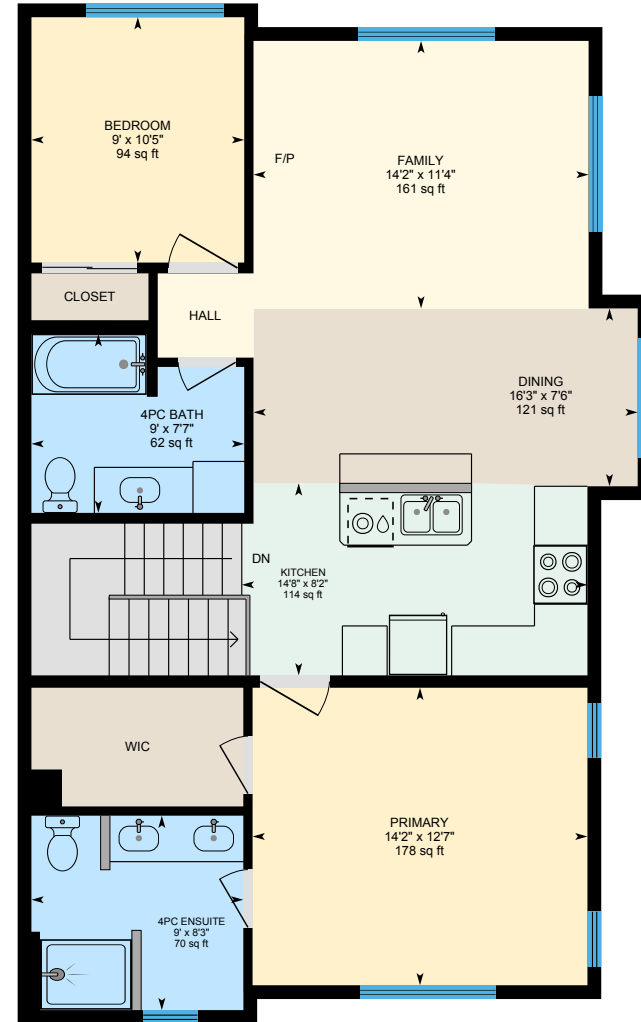 BEDROOM
9' x 10'5"
94 sq ft
F/P
FAMILY
14'2" x 11'4"
161 sq ft
CLOSET
HALL
DINING
16'3" x 7'6"
121 sq ft
4PC BATH
9' x 7'7"
62 sq ft
DN
KITCHEN
14'8" x 8'2"
114 sq ft
WIC
PRIMARY
14'2" x 12'7"
178 sq ft
4PC ENSUITE
9' x 8'3"
70 sq ft